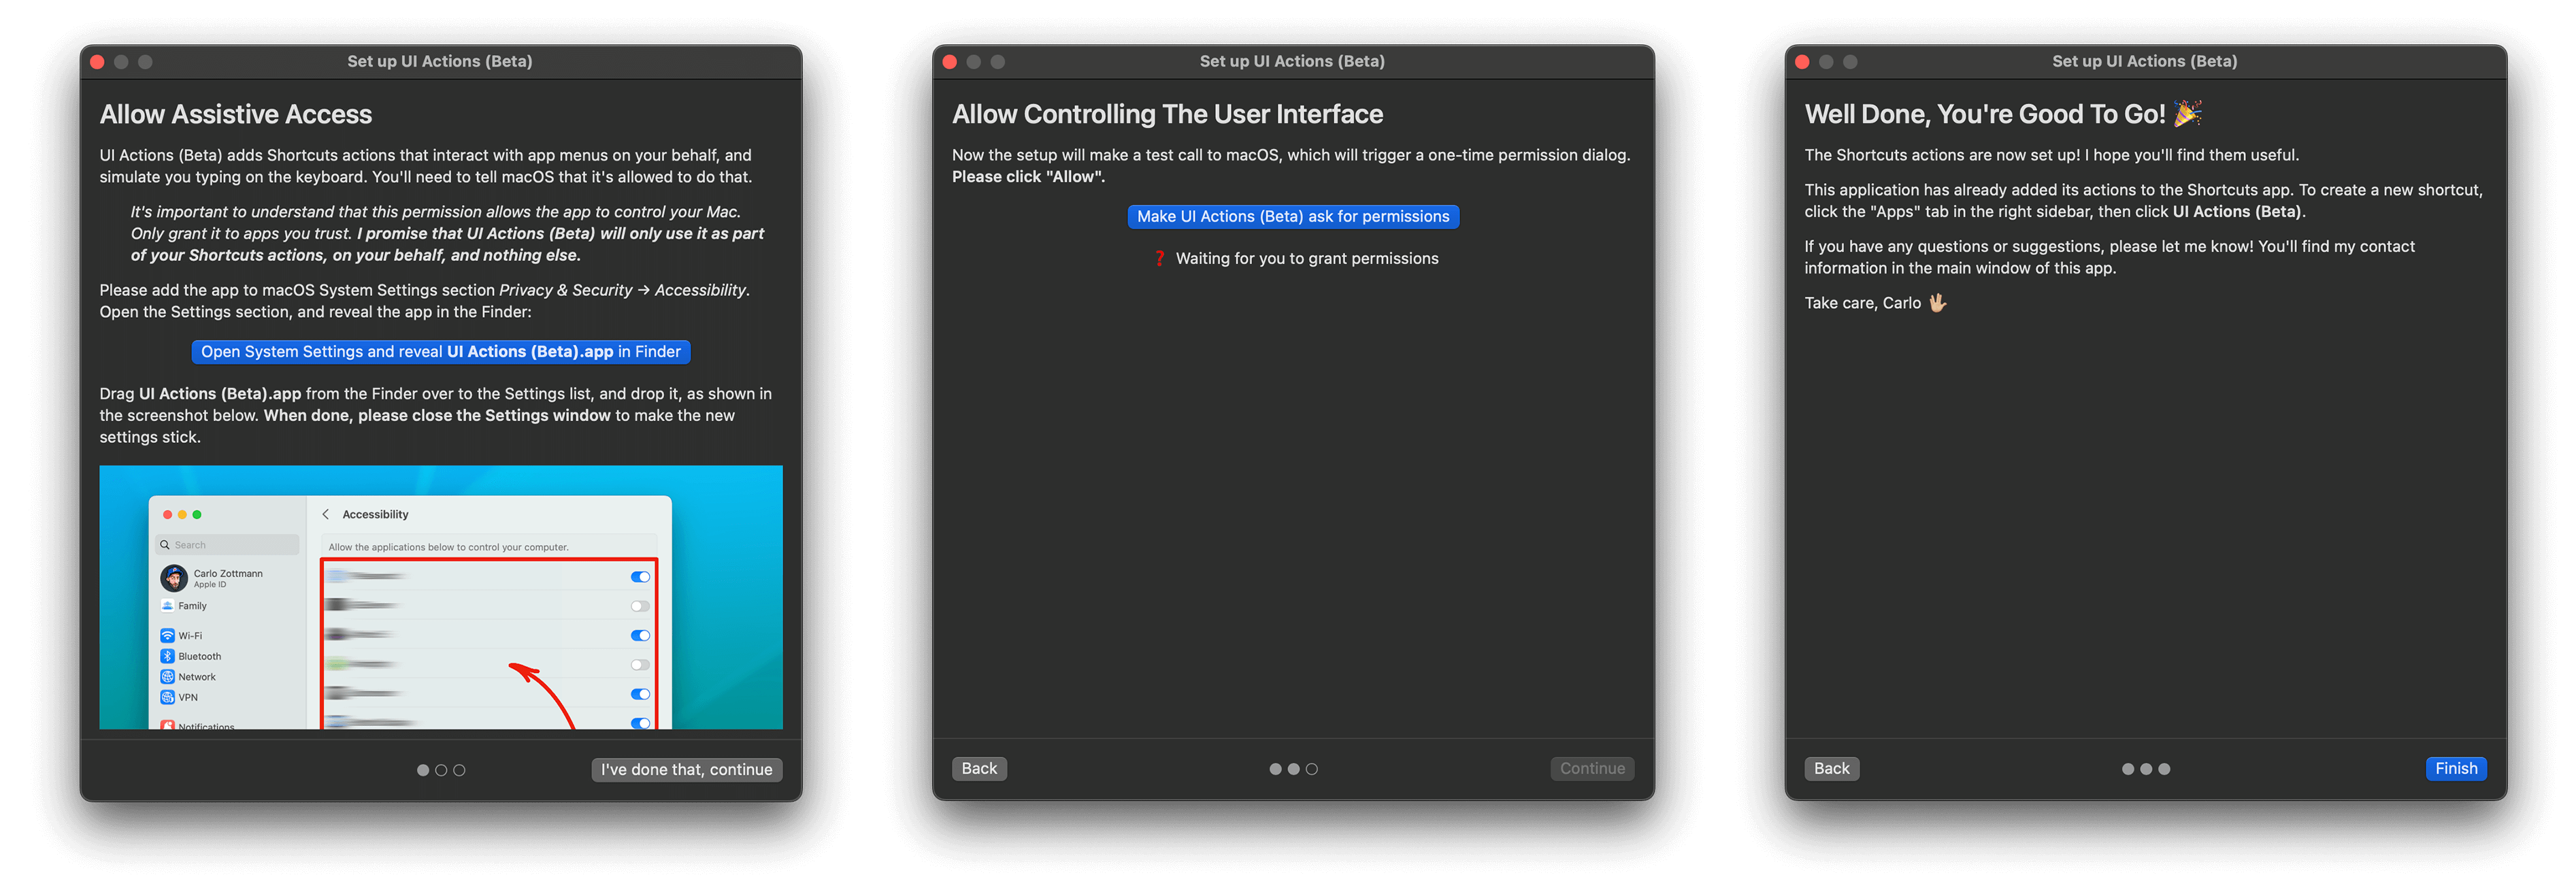 Set up UI Actions (Beta)
Allow Assistive Access
UI Actions (Beta) adds Shortcuts actions that interact with app menus on your behalf, and
simulate you typing on the keyboard. You'll need to tell macOS that it's allowed to do that.
It's important to understand that this permission allows the app to control your Mac.
Only grant it to apps you trust. I promise that UI Actions (Beta) will only use it as part
of your Shortcuts actions, on your behalf, and nothing else.
Please add the app to macOS System Settings section Privacy & Security → Accessibility.
Open the Settings section, and reveal the app in the Finder:
Open System Settings and reveal UI Actions (Beta).app in Finder
Drag UI Actions (Beta).app from the Finder over to the Settings list, and drop it, as shown in
the screenshot below. When done, please close the Settings window to make the new
settings stick.
Accessibility
Search
Allow the applications below to control your computer.
Carlo Zottmann
Apple ID
Family
Wi-Fi
Bluetooth
Network
VPN
Notifications
I've done that, continue
Set up UI Actions (Beta)
Allow Controlling The User Interface
Now the setup will make a test call to macOS, which will trigger a one-time permission dialog.
Please click "Allow".
Make UI Actions (Beta) ask for permissions
❓ Waiting for you to grant permissions
Back
Continue
Set up UI Actions (Beta)
Well Done, You're Good To Go! 🎉
The Shortcuts actions are now set up! I hope you'll find them useful.
This application has already added its actions to the Shortcuts app. To create a new shortcut,
click the "Apps" tab in the right sidebar, then click UI Actions (Beta).
If you have any questions or suggestions, please let me know! You'll find my contact
information in the main window of this app.
Take care, Carlo 🖖🏼
Back
Finish